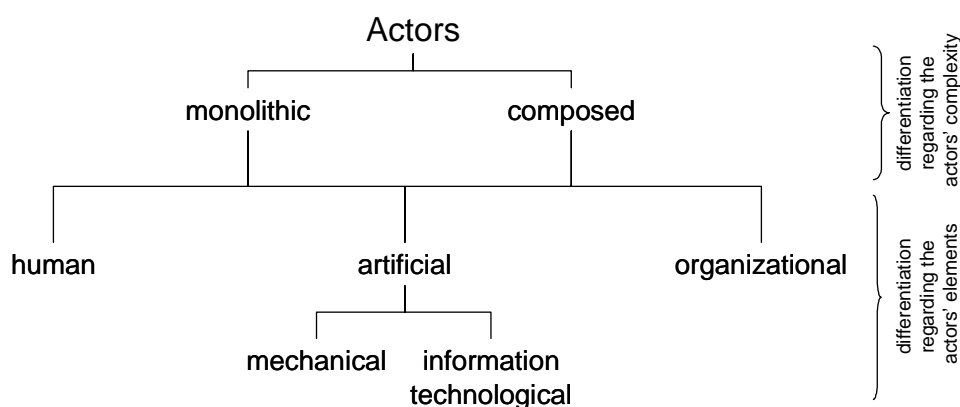 Actors
monolithic
composed
differentiation
regarding the
actors' complexity
human
artificial
organizational
mechanical
information
technological
differentiation
regarding the
actors' elements